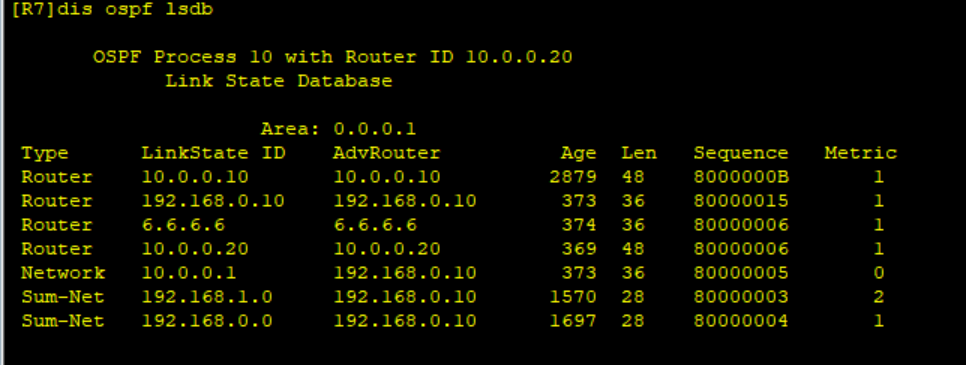 [R7]dis ospf lsdb
OSPF Process 10 with Router ID 10.0.0.20
Link State Database
Area: 0.0.0.1
Type LinkState ID AdvRouter Age Len Sequence Metric
Router 10.0.0.10 10.0.0.10 2879 48 8000000B 1
Router 192.168.0.10 192.168.0.10 373 36 80000015 1
Router 6.6.6.6 6.6.6.6 374 36 80000006 1
Router 10.0.0.20 10.0.0.20 369 48 80000006 1
Network 10.0.0.1 192.168.0.10 373 36 80000005 0
Sum-Net 192.168.1.0 192.168.0.10 1570 28 80000003 2
Sum-Net 192.168.0.0 192.168.0.10 1697 28 80000004 1